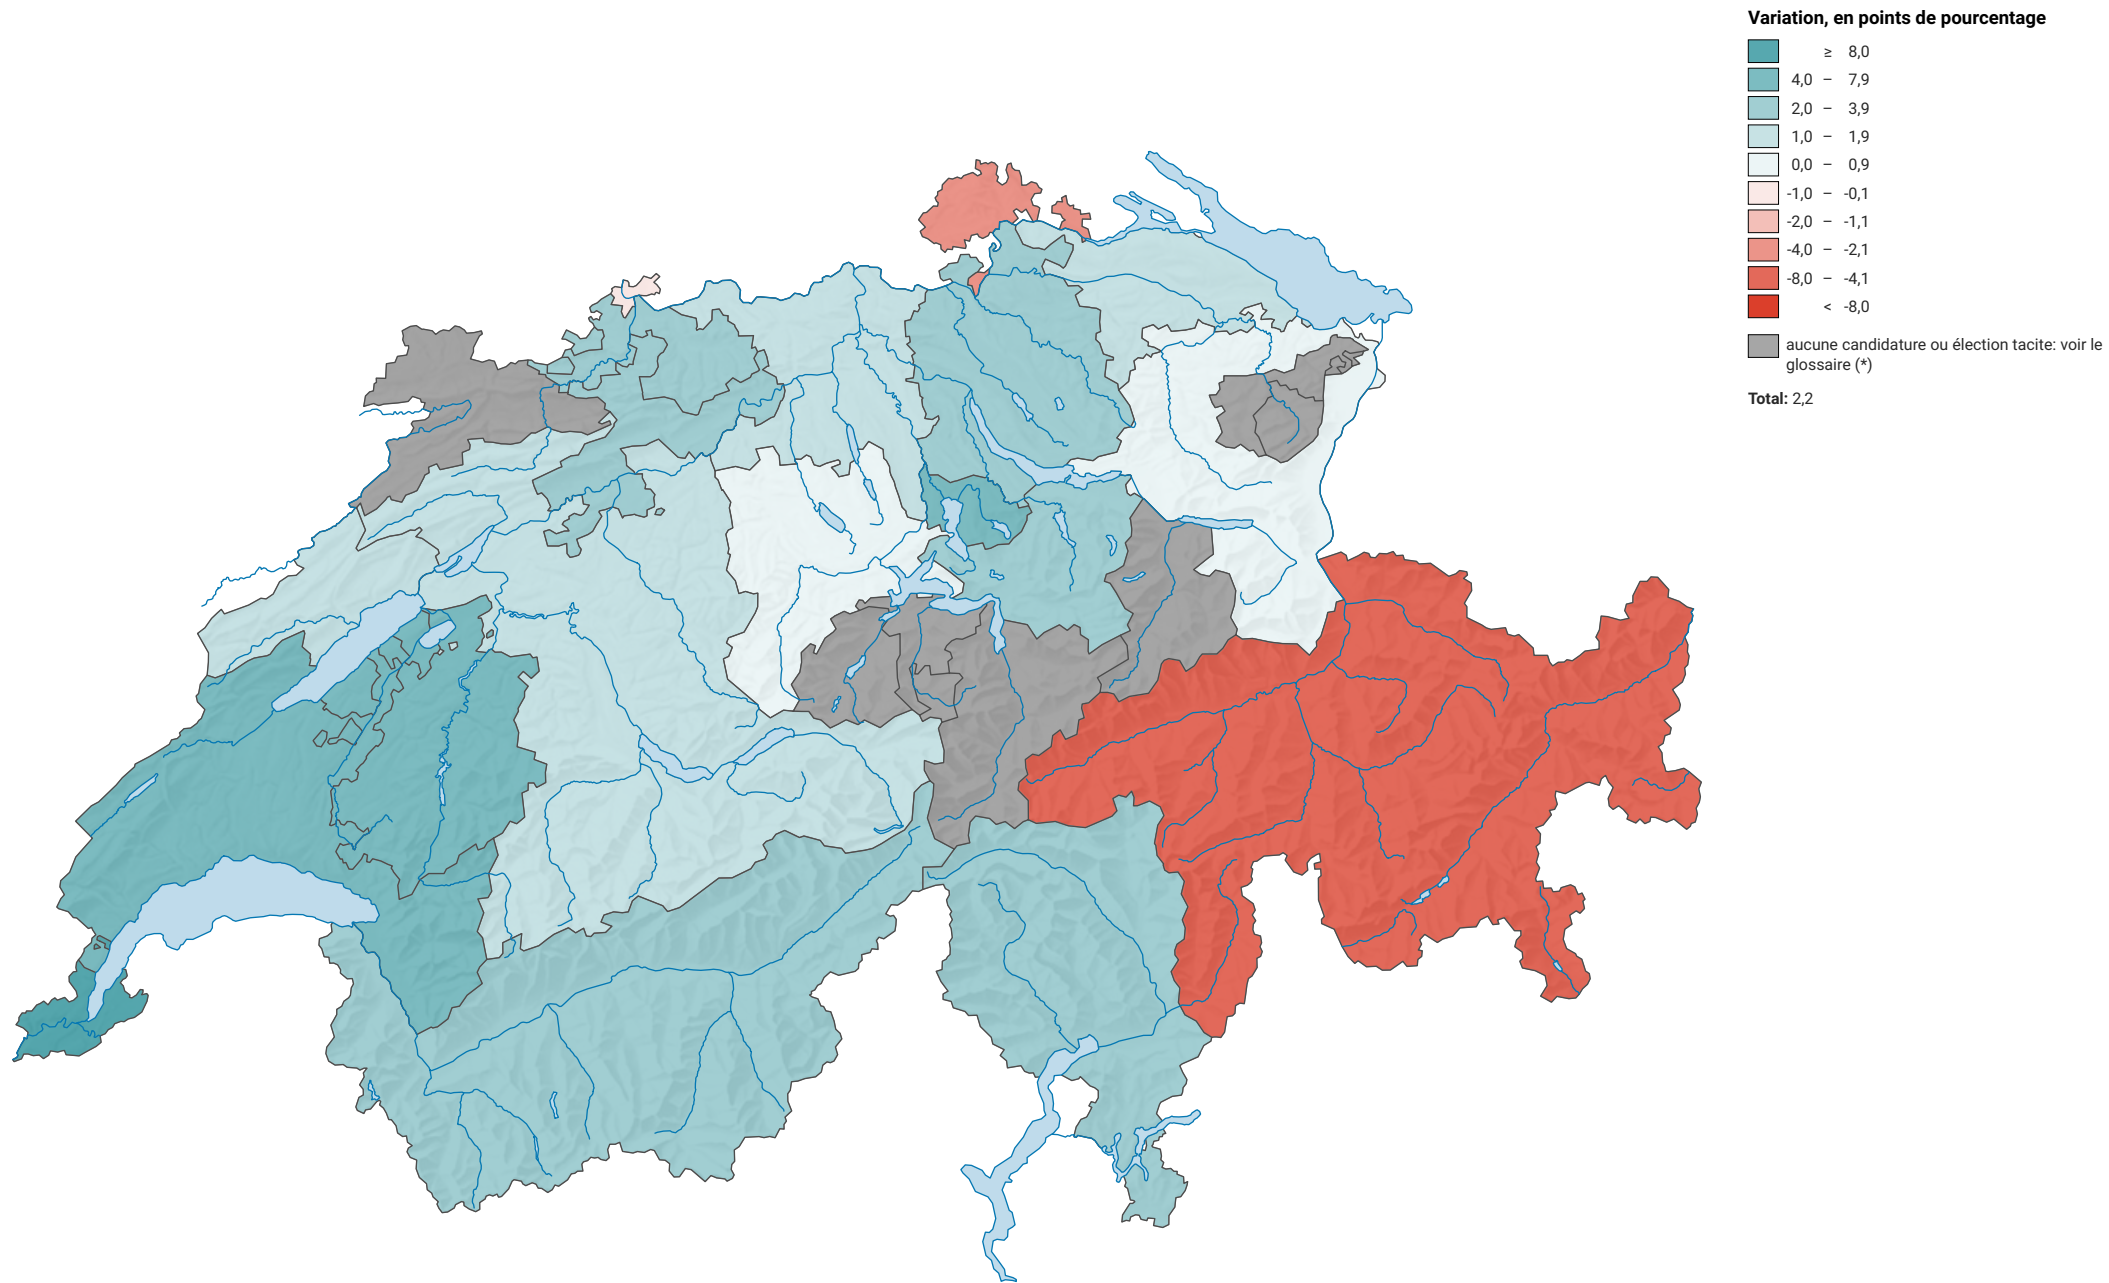 Variation, en points de pourcentage
≥ 8,0
4,0 – 7,9
2,0 – 3,9
1,0 – 1,9
0,0 – 0,9
-1,0 – -0,1
-2,0 – -1,1
-4,0 – -2,1
-8,0 – -4,1
< -8,0
aucune candidature ou élection tacite: voir le
glossaire (*)
Total: 2,2